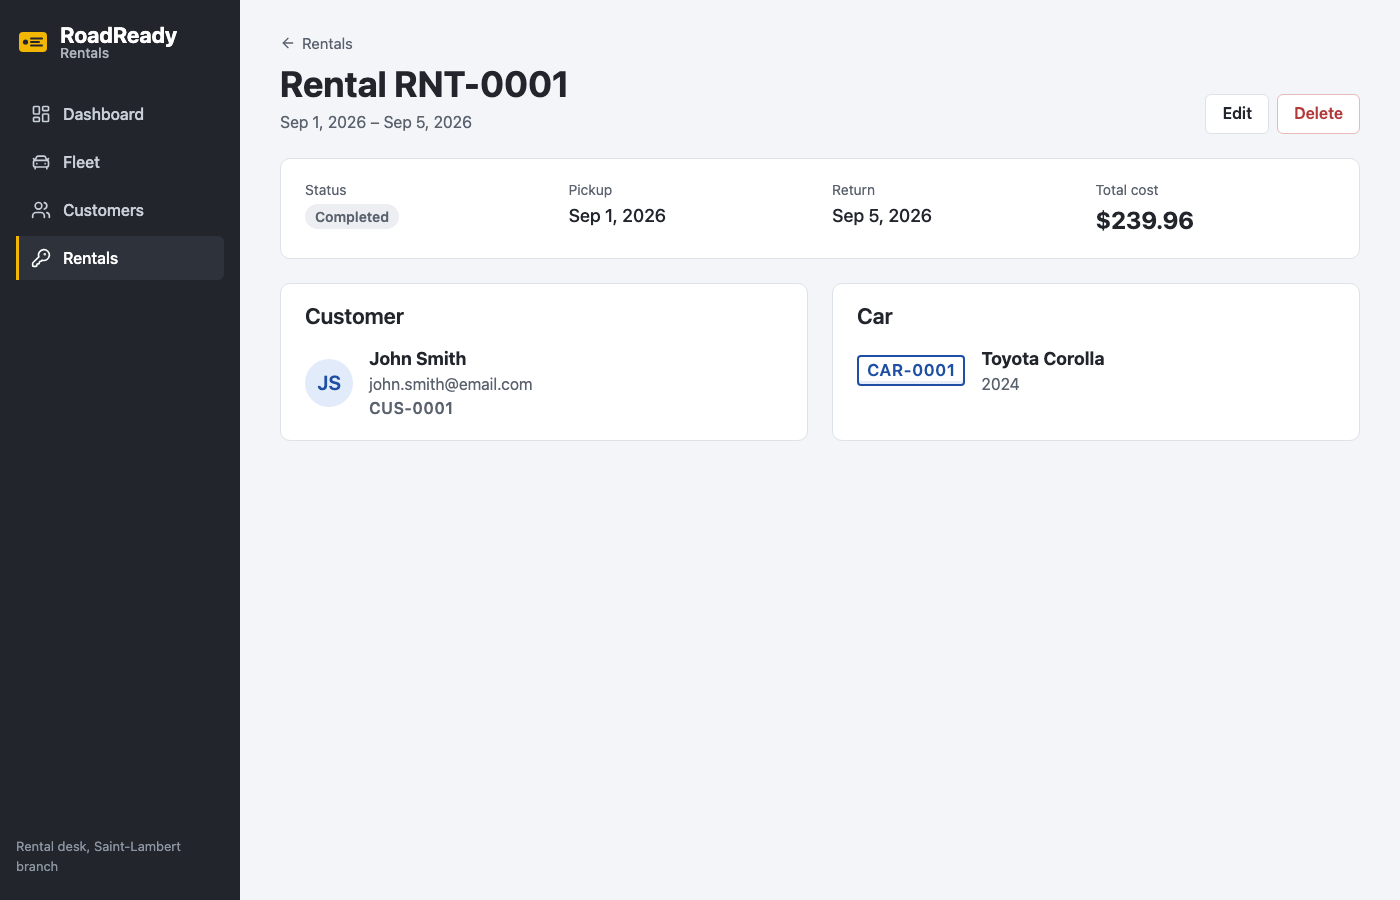 RoadReady
Rentals
Dashboard
Fleet
Customers
Rentals
Rental desk, Saint-Lambert
branch
Rentals
Rental RNT-0001
Sep 1, 2026 – Sep 5, 2026
Edit
Delete
Status
Completed
Pickup
Sep 1, 2026
Return
Sep 5, 2026
Total cost
$239.96
Customer
JS
John Smith
john.smith@email.com
CUS-0001
Car
CAR-0001
Toyota Corolla
2024